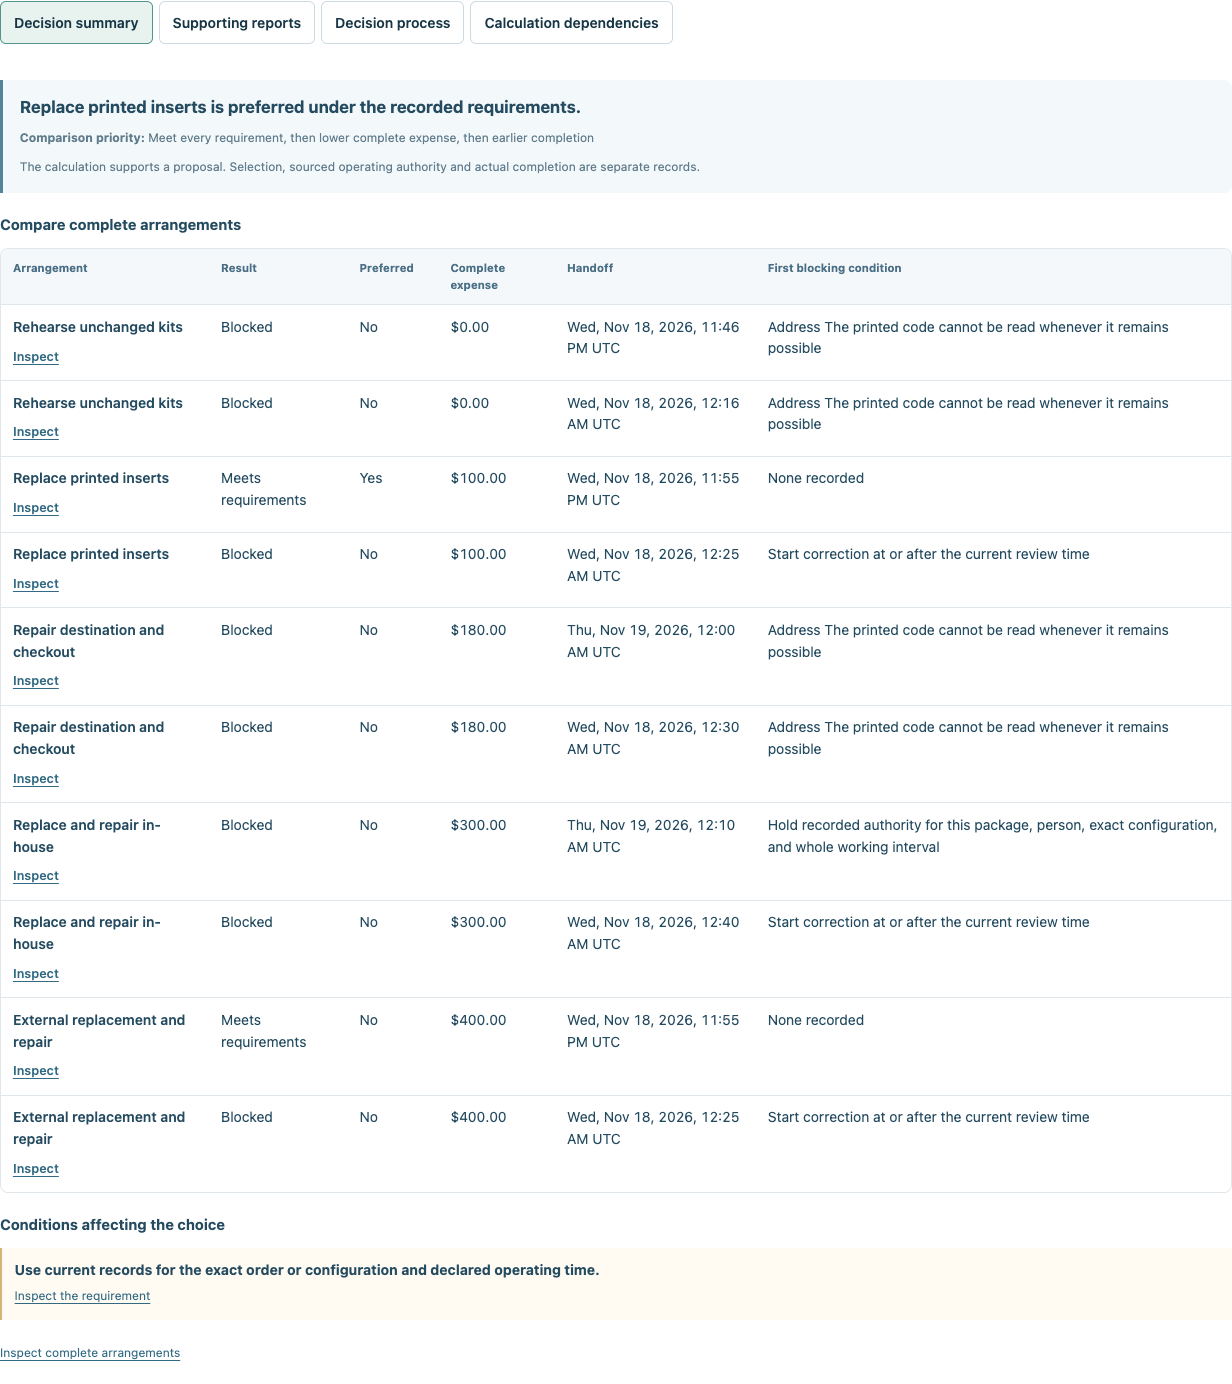 Decision summary
Supporting reports
Decision process
Calculation dependencies
Replace printed inserts is preferred under the recorded requirements.
Comparison priority: Meet every requirement, then lower complete expense, then earlier completion
The calculation supports a proposal. Selection, sourced operating authority and actual completion are separate records.
Compare complete arrangements
Arrangement Result Preferred Complete expense Handoff First blocking condition
Rehearse unchanged kits Blocked No $0.00 Wed, Nov 18, 2026, 11:46 PM UTC Address The printed code cannot be read whenever it remains possible
Inspect
Rehearse unchanged kits Blocked No $0.00 Wed, Nov 18, 2026, 12:16 AM UTC Address The printed code cannot be read whenever it remains possible
Inspect
Replace printed inserts Meets requirements Yes $100.00 Wed, Nov 18, 2026, 11:55 PM UTC None recorded
Inspect
Replace printed inserts Blocked No $100.00 Wed, Nov 18, 2026, 12:25 AM UTC Start correction at or after the current review time
Inspect
Repair destination and checkout Blocked No $180.00 Thu, Nov 19, 2026, 12:00 AM UTC Address The printed code cannot be read whenever it remains possible
Inspect
Repair destination and checkout Blocked No $180.00 Wed, Nov 18, 2026, 12:30 AM UTC Address The printed code cannot be read whenever it remains possible
Inspect
Replace and repair in-house Blocked No $300.00 Thu, Nov 19, 2026, 12:10 AM UTC Hold recorded authority for this package, person, exact configuration, and whole working interval
Inspect
Replace and repair in-house Blocked No $300.00 Wed, Nov 18, 2026, 12:40 AM UTC Start correction at or after the current review time
Inspect
External replacement and repair Meets requirements No $400.00 Wed, Nov 18, 2026, 11:55 PM UTC None recorded
Inspect
External replacement and repair Blocked No $400.00 Wed, Nov 18, 2026, 12:25 AM UTC Start correction at or after the current review time
Inspect
Conditions affecting the choice
Use current records for the exact order or configuration and declared operating time.
Inspect the requirement
Inspect complete arrangements